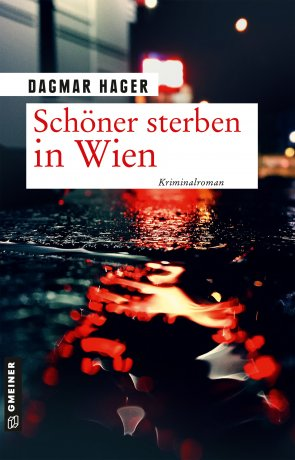 DAGMAR HAGER
Schöner sterben
in Wien
Kriminalroman
GMEINER